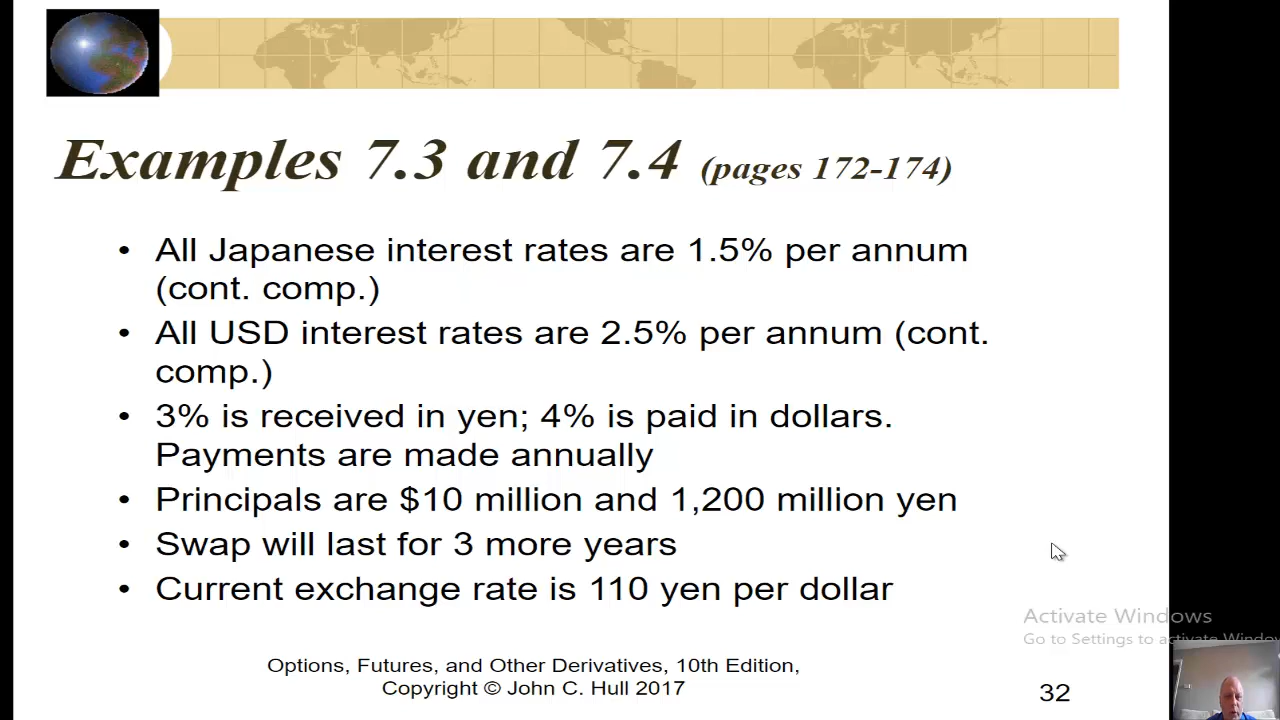 Examples 7.3 and 7.4 (pages 172-174)
• All Japanese interest rates are 1.5% per annum
(cont. comp.)
• All USD interest rates are 2.5% per annum (cont.
comp.)
• 3% is received in yen; 4% is paid in dollars.
Payments are made annually
• Principals are $10 million and 1,200 million yen
• Swap will last for 3 more years
• Current exchange rate is 110 yen per dollar
Activate Windows
Go to Settings to activate Window
Options, Futures, and Other Derivatives, 10th Edition,
Copyright © John C. Hull 2017
32